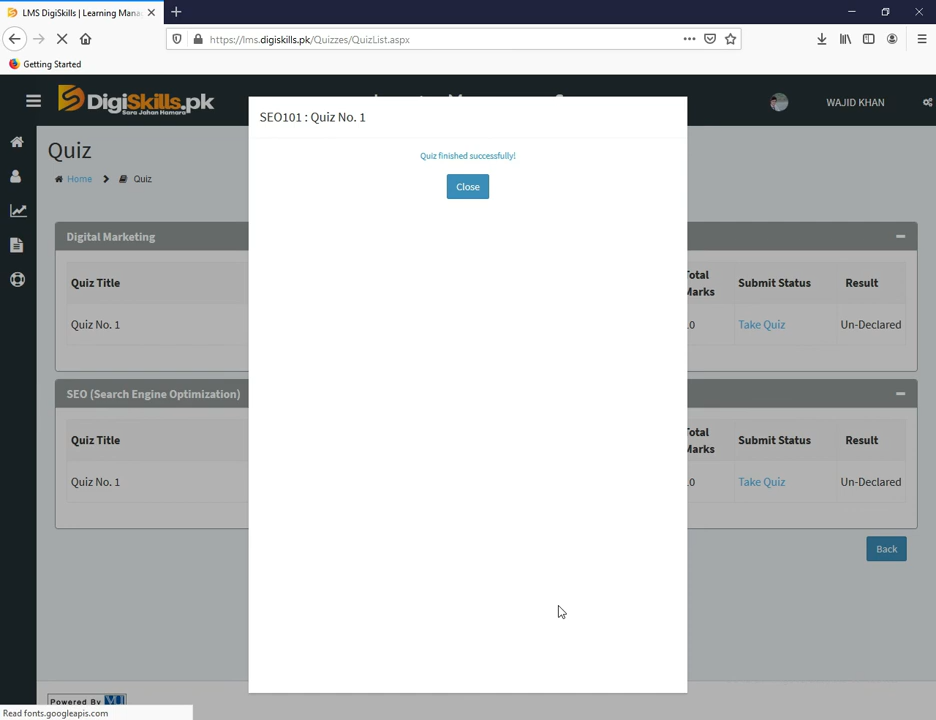 LMS DigiSkills | Learning Mana
https://lms.digiskills.pk/Quizzes/QuizList.aspx
Getting Started
DigiSkills.pk
Sara Jahan Hamara
WAJID KHAN
SEO101 : Quiz No. 1
Quiz finished successfully!
Close
Quiz
Home
Quiz
Digital Marketing
Quiz Title
Total Marks
Submit Status
Result
Quiz No. 1
Take Quiz
Un-Declared
SEO (Search Engine Optimization)
Quiz Title
Total Marks
Submit Status
Result
Quiz No. 1
Take Quiz
Un-Declared
Back
Powered By VU
Read fonts.googleapis.com